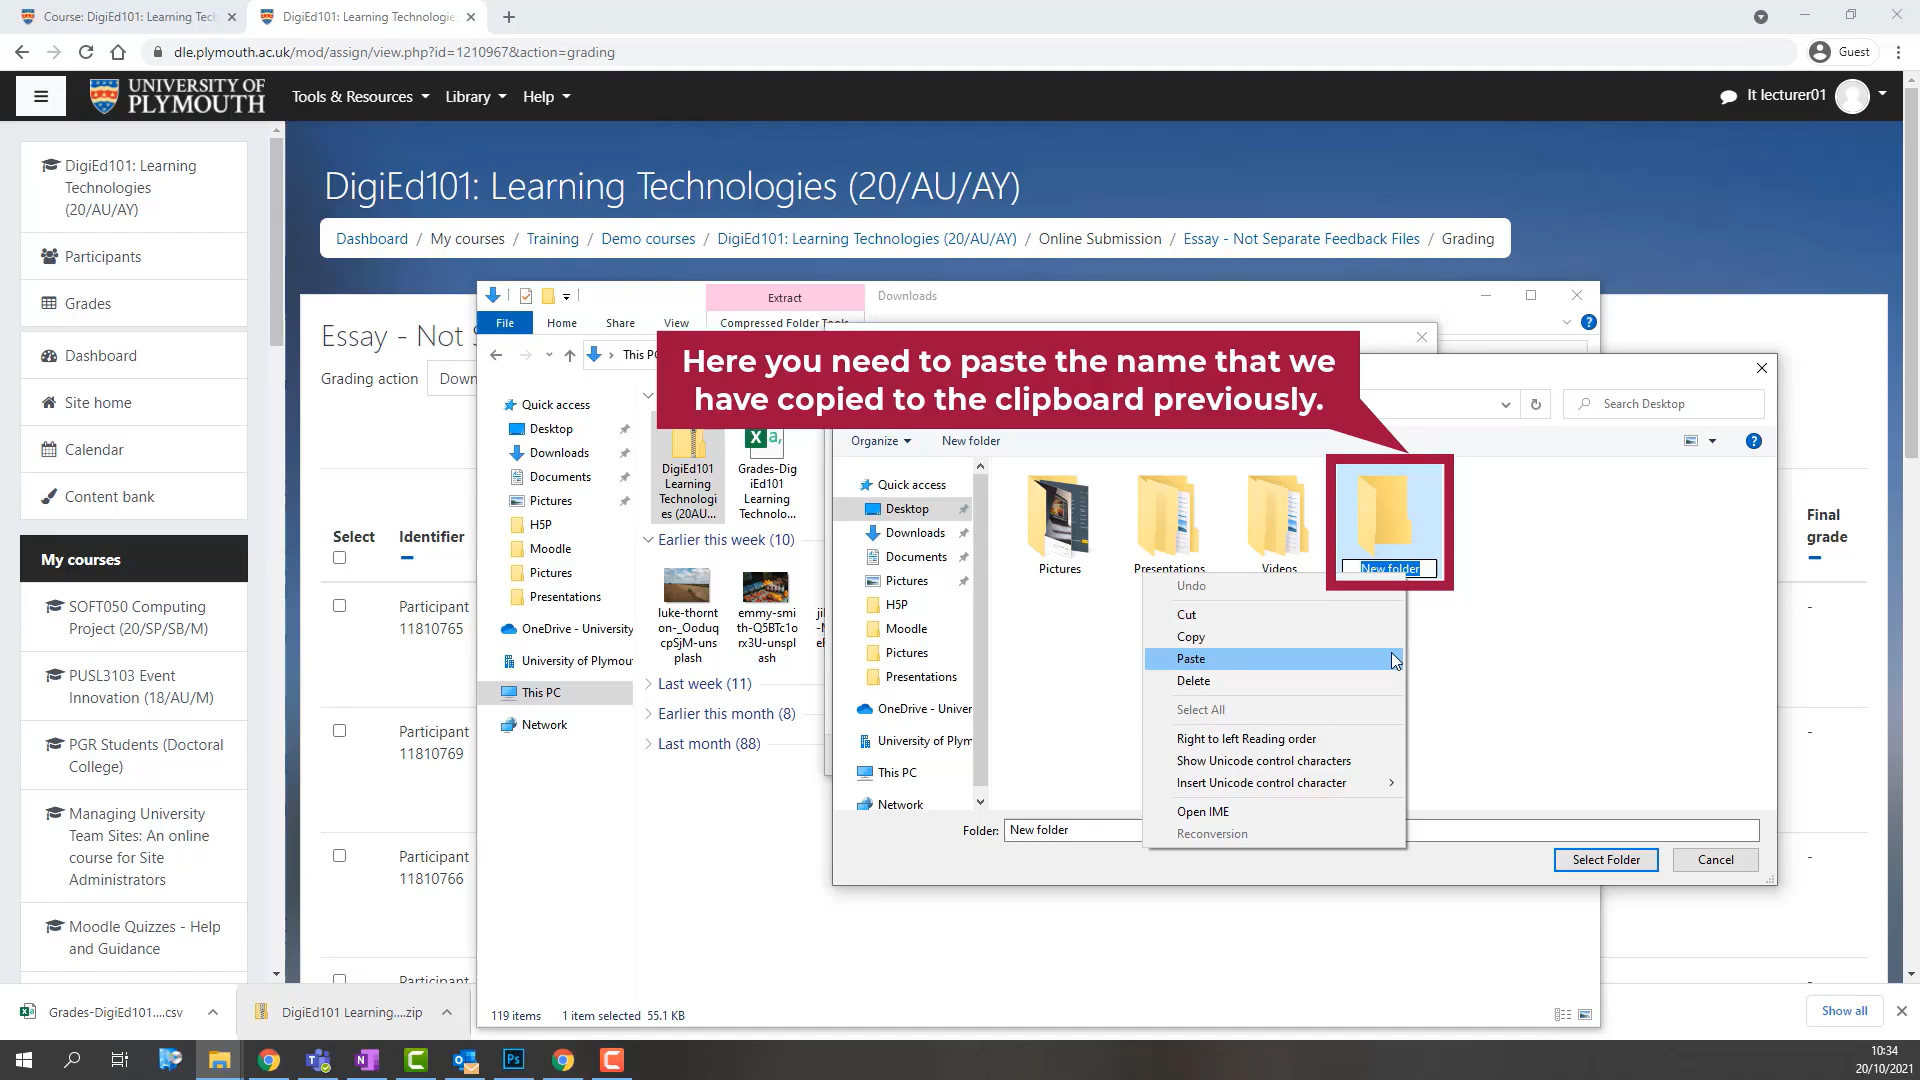 Course: DigiEd101: Learning Tech
DigiEd101: Learning Technologie
dle.plymouth.ac.uk/mod/assign/view.php?id=1210967&action=grading
Guest
UNIVERSITY OF
PLYMOUTH
Tools & Resources
Library
Help
lt lecturer01
DigiEd101: Learning
Technologies
(20/AU/AY)
Participants
Grades
Dashboard
Site home
Calendar
Content bank
My courses
SOFT050 Computing
Project (20/SP/SB/M)
PUSL3103 Event
Innovation (18/AU/M)
PGR Students (Doctoral
College)
Managing University
Team Sites: An online
course for Site
Administrators
Moodle Quizzes - Help
and Guidance
DigiEd101: Learning Technologies (20/AU/AY)
Dashboard / My courses / Training / Demo courses / DigiEd101: Learning Technologies (20/AU/AY) / Online Submission / Essay - Not Separate Feedback Files / Grading
Essay - Not
Grading action
Down
Select
Identifier
Final
grade
Participant
11810765
-
Participant
11810769
-
Participant
11810766
-
Participant
Extract
Downloads
File
Home
Share
View
Compressed Folder Tools
This PC
Quick access
Desktop
Downloads
Documents
Pictures
H5P
Moodle
Pictures
Presentations
OneDrive - University
University of Plymou
This PC
Network
DigiEd101
Learning
Technologi
es (20AU...
Grades-Dig
iEd101
Learning
Technolo...
Earlier this week (10)
luke-thornt
on-_Ooduq
cpSjM-uns
plash
emmy-smi
th-Q5BTc1o
rx3U-unspl
ash
Last week (11)
Earlier this month (8)
Last month (88)
119 items
1 item selected 55.1 KB
Here you need to paste the name that we
have copied to the clipboard previously.
Search Desktop
Organize
New folder
Quick access
Desktop
Downloads
Documents
Pictures
H5P
Moodle
Pictures
Presentations
OneDrive - Univer
University of Plym
This PC
Network
Pictures
Presentations
Videos
New folder
Undo
Cut
Copy
Paste
Delete
Select All
Right to left Reading order
Show Unicode control characters
Insert Unicode control character
Open IME
Reconversion
Folder:
New folder
Select Folder
Cancel
Grades-DigiEd101....csv
DigiEd101 Learning....zip
Show all
10:34
20/10/2021